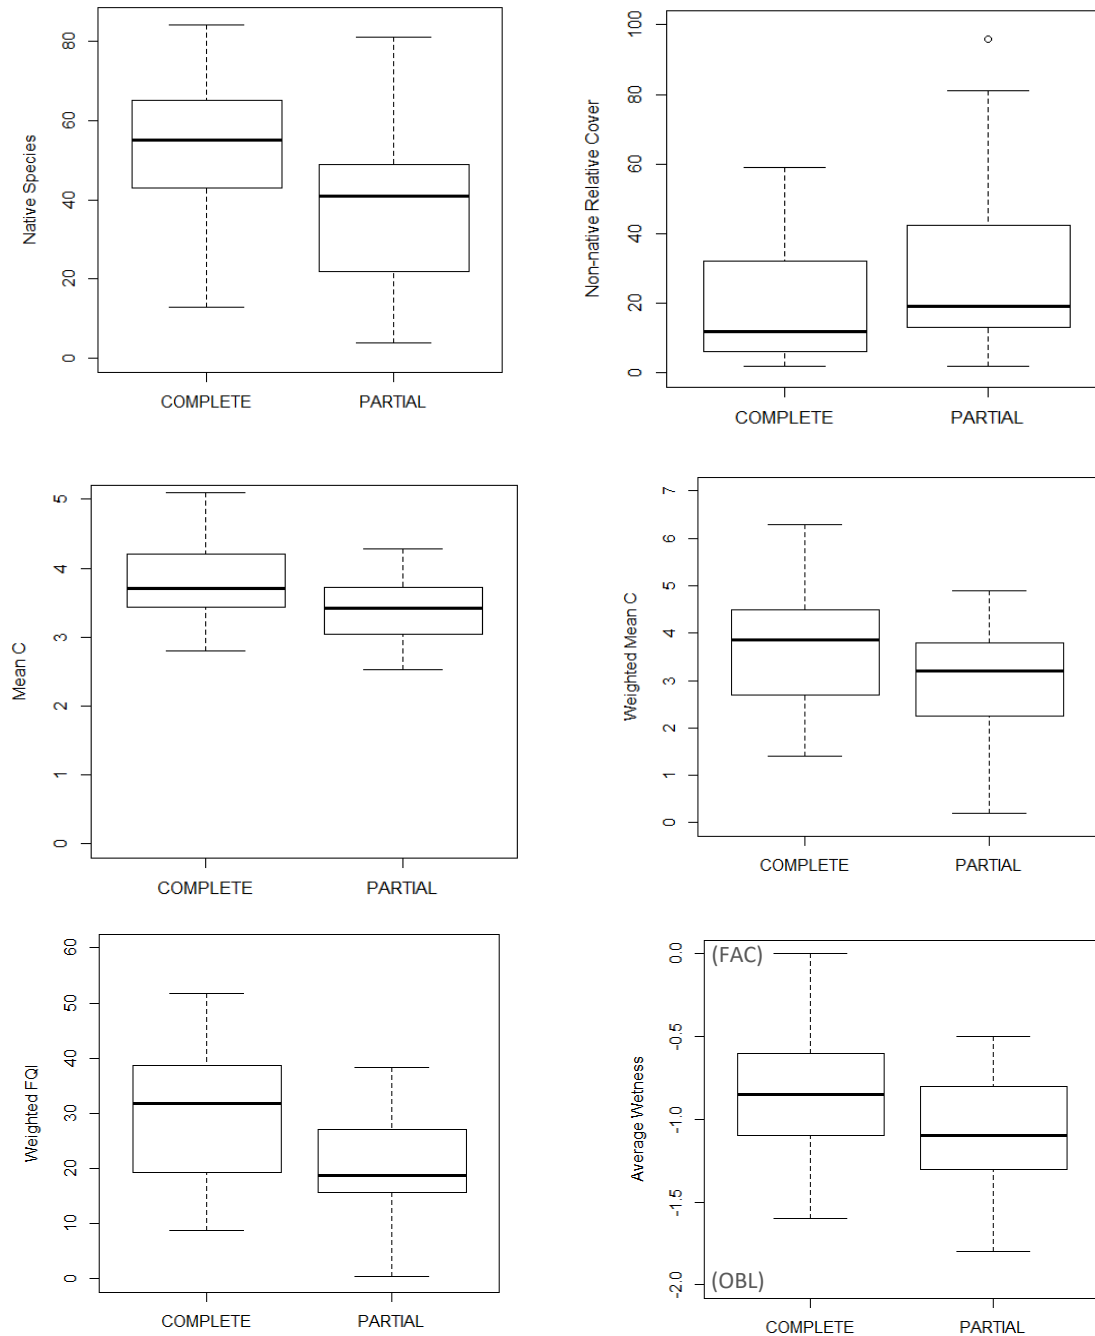 Native Species
80
60
40
20
0
COMPLETE PARTIAL
Non-native Relative Cover
100
80
60
40
20
0
COMPLETE PARTIAL
Mean C
5
4
3
2
1
0
COMPLETE PARTIAL
Weighted Mean C
7
6
5
4
3
2
1
0
COMPLETE PARTIAL
Weighted FQI
60
50
40
30
20
10
0
COMPLETE PARTIAL
Average Wetness
0.0 (FAC)
-0.5
-1.0
-1.5
-2.0 (OBL)
COMPLETE PARTIAL